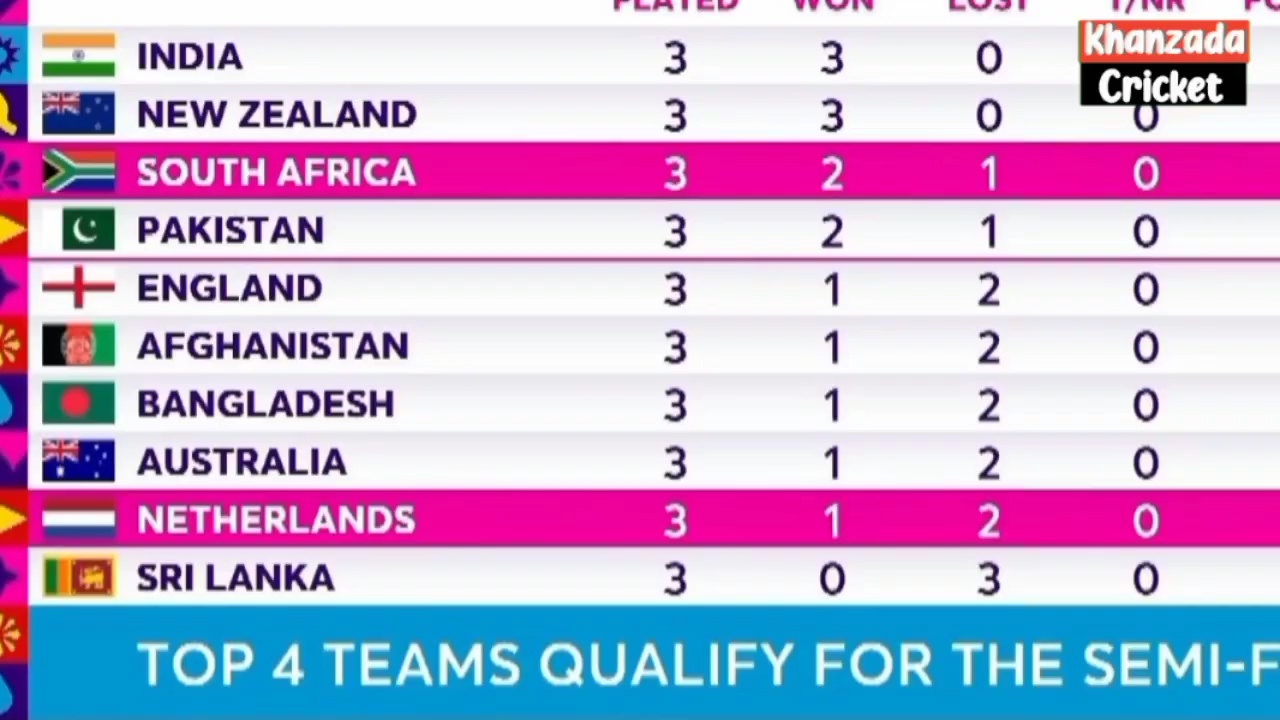 PLAYED WON LOST T/NR
Khanzada
Cricket
INDIA 3 3 0
NEW ZEALAND 3 3 0 0
SOUTH AFRICA 3 2 1 0
PAKISTAN 3 2 1 0
ENGLAND 3 1 2 0
AFGHANISTAN 3 1 2 0
BANGLADESH 3 1 2 0
AUSTRALIA 3 1 2 0
NETHERLANDS 3 1 2 0
SRI LANKA 3 0 3 0
TOP 4 TEAMS QUALIFY FOR THE SEMI-F